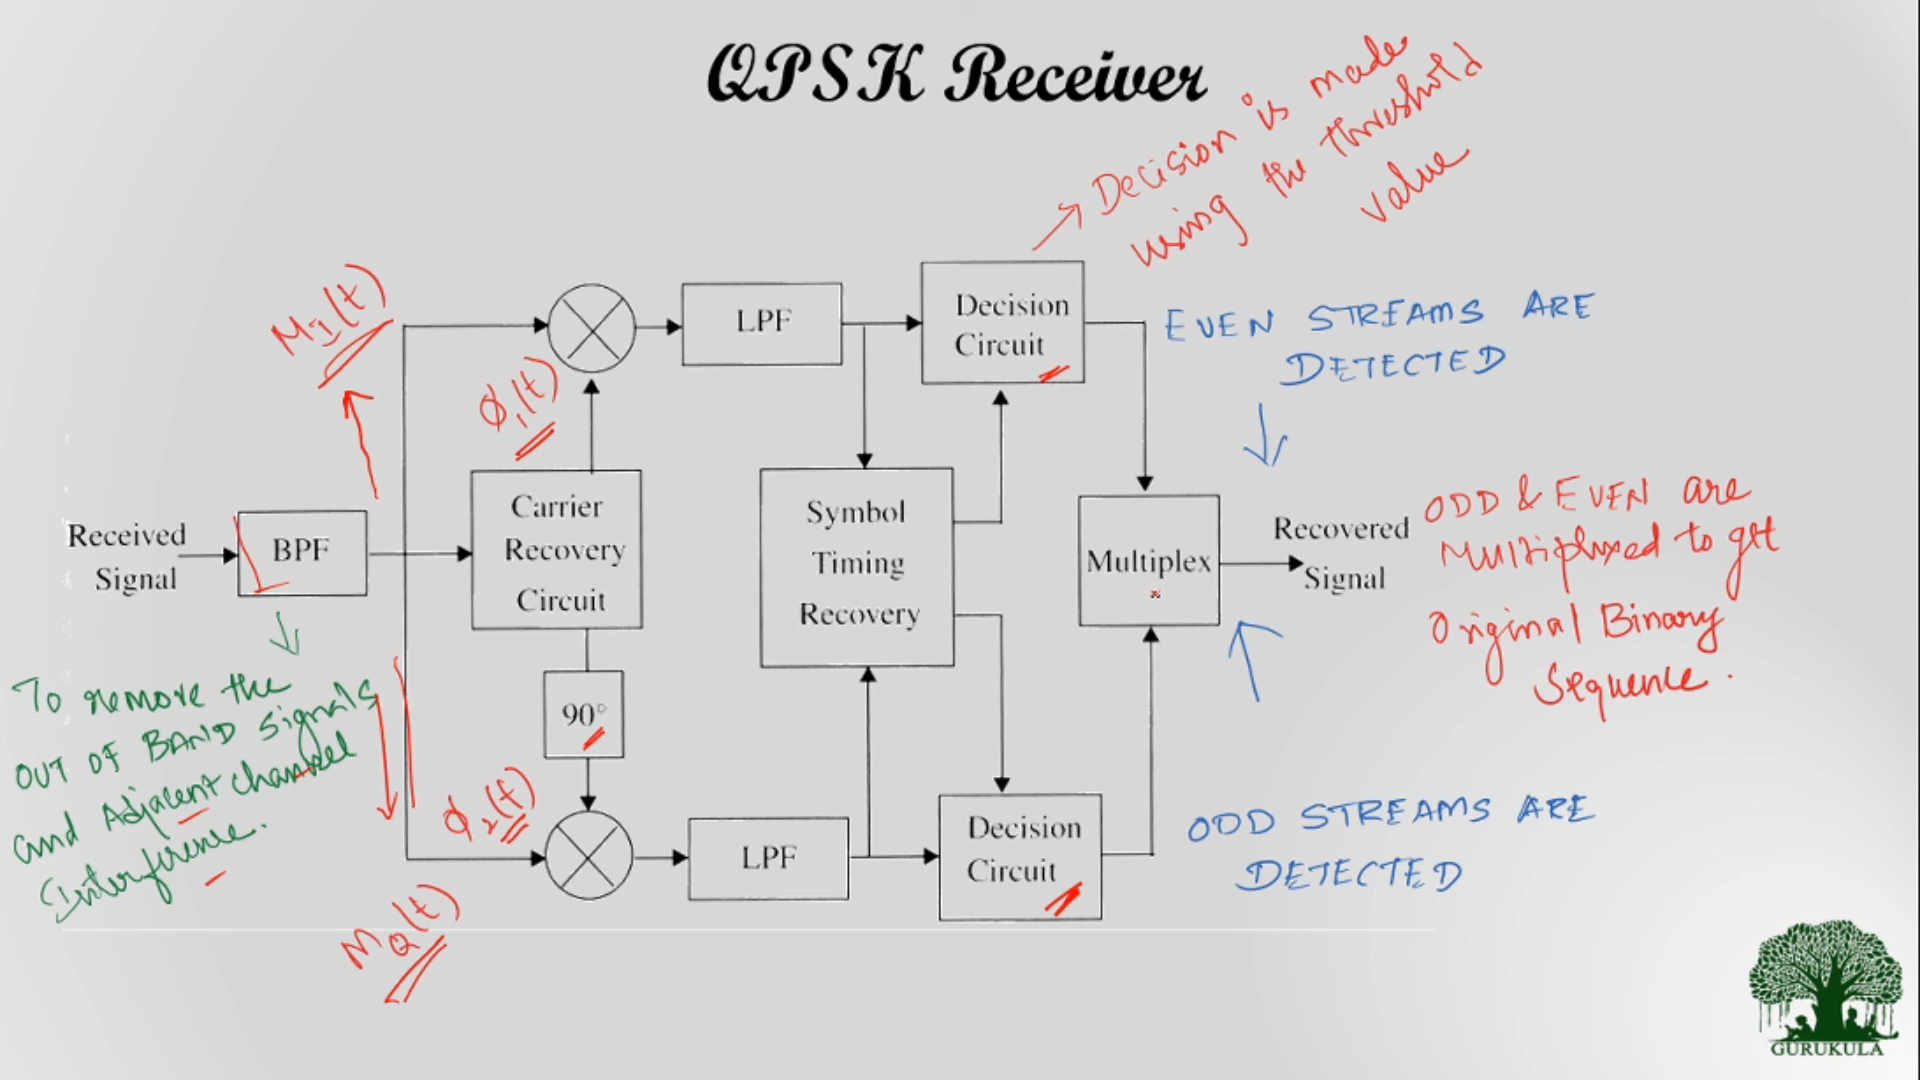 QPSK Receiver
→ Decision is made
using the threshold
value
M_I(t)
LPF
Decision
Circuit
EVEN STREAMS ARE
DETECTED
ϕ₁(t)
Received
Signal
BPF
Carrier
Recovery
Circuit
Symbol
Timing
Recovery
Multiplex
Recovered
Signal
ODD & EVEN are
Multiplexed to get
Original Binary
Sequence.
To remove the
OUT OF BAND signals
and Adjacent channel
Interference.
90°
ϕ₂(t)
LPF
Decision
Circuit
ODD STREAMS ARE
DETECTED
M_Q(t)
GURUKULA